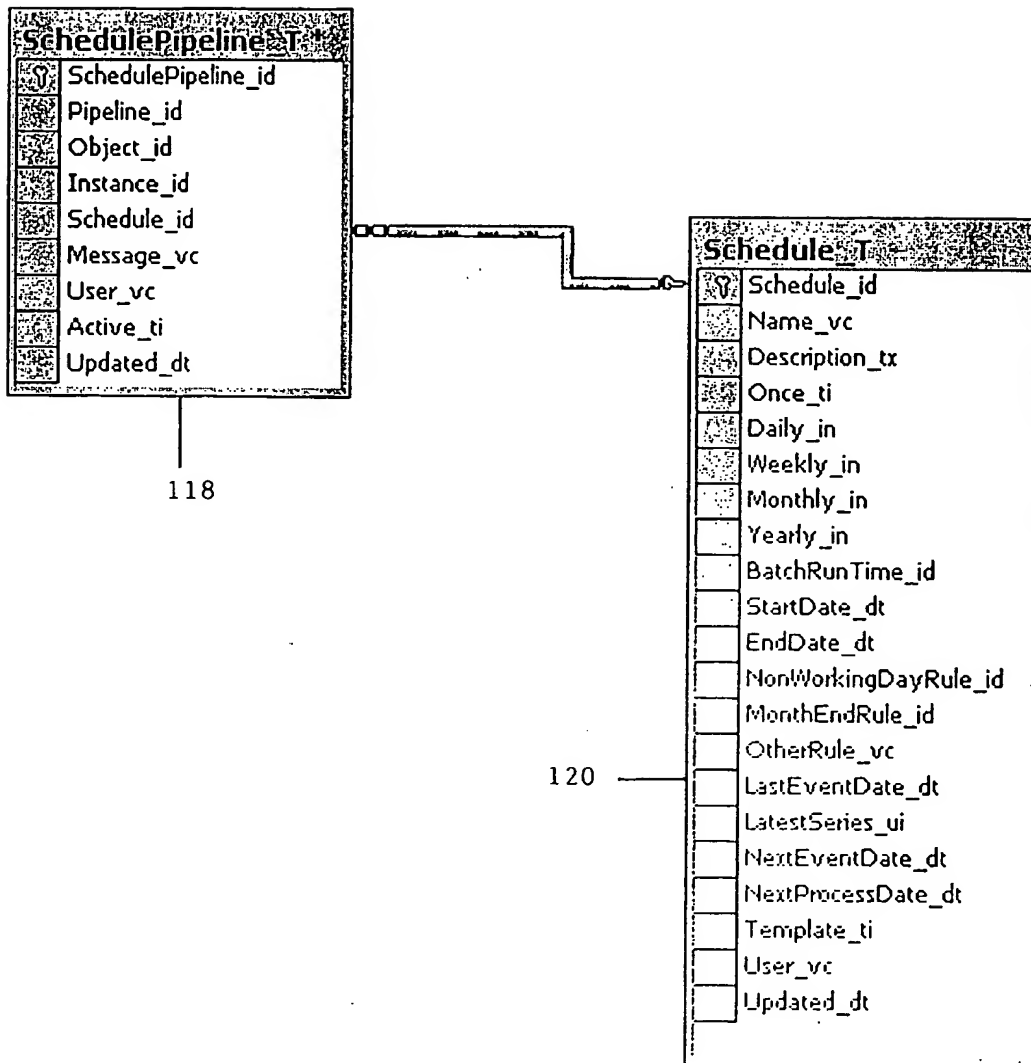 SchedulePipeline_T *
SchedulePipeline_id
Pipeline_id
Object_id
Instance_id
Schedule_id
Message_vc
User_vc
Active_ti
Updated_dt
118
Schedule_T
Schedule_id
Name_vc
Description_tx
Once_ti
Daily_in
Weekly_in
Monthly_in
Yearly_in
BatchRunTime_id
StartDate_dt
EndDate_dt
NonWorkingDayRule_id
MonthEndRule_id
OtherRule_vc
LastEventDate_dt
LatestSeries_ui
NextEventDate_dt
NextProcessDate_dt
Template_ti
User_vc
Updated_dt
120